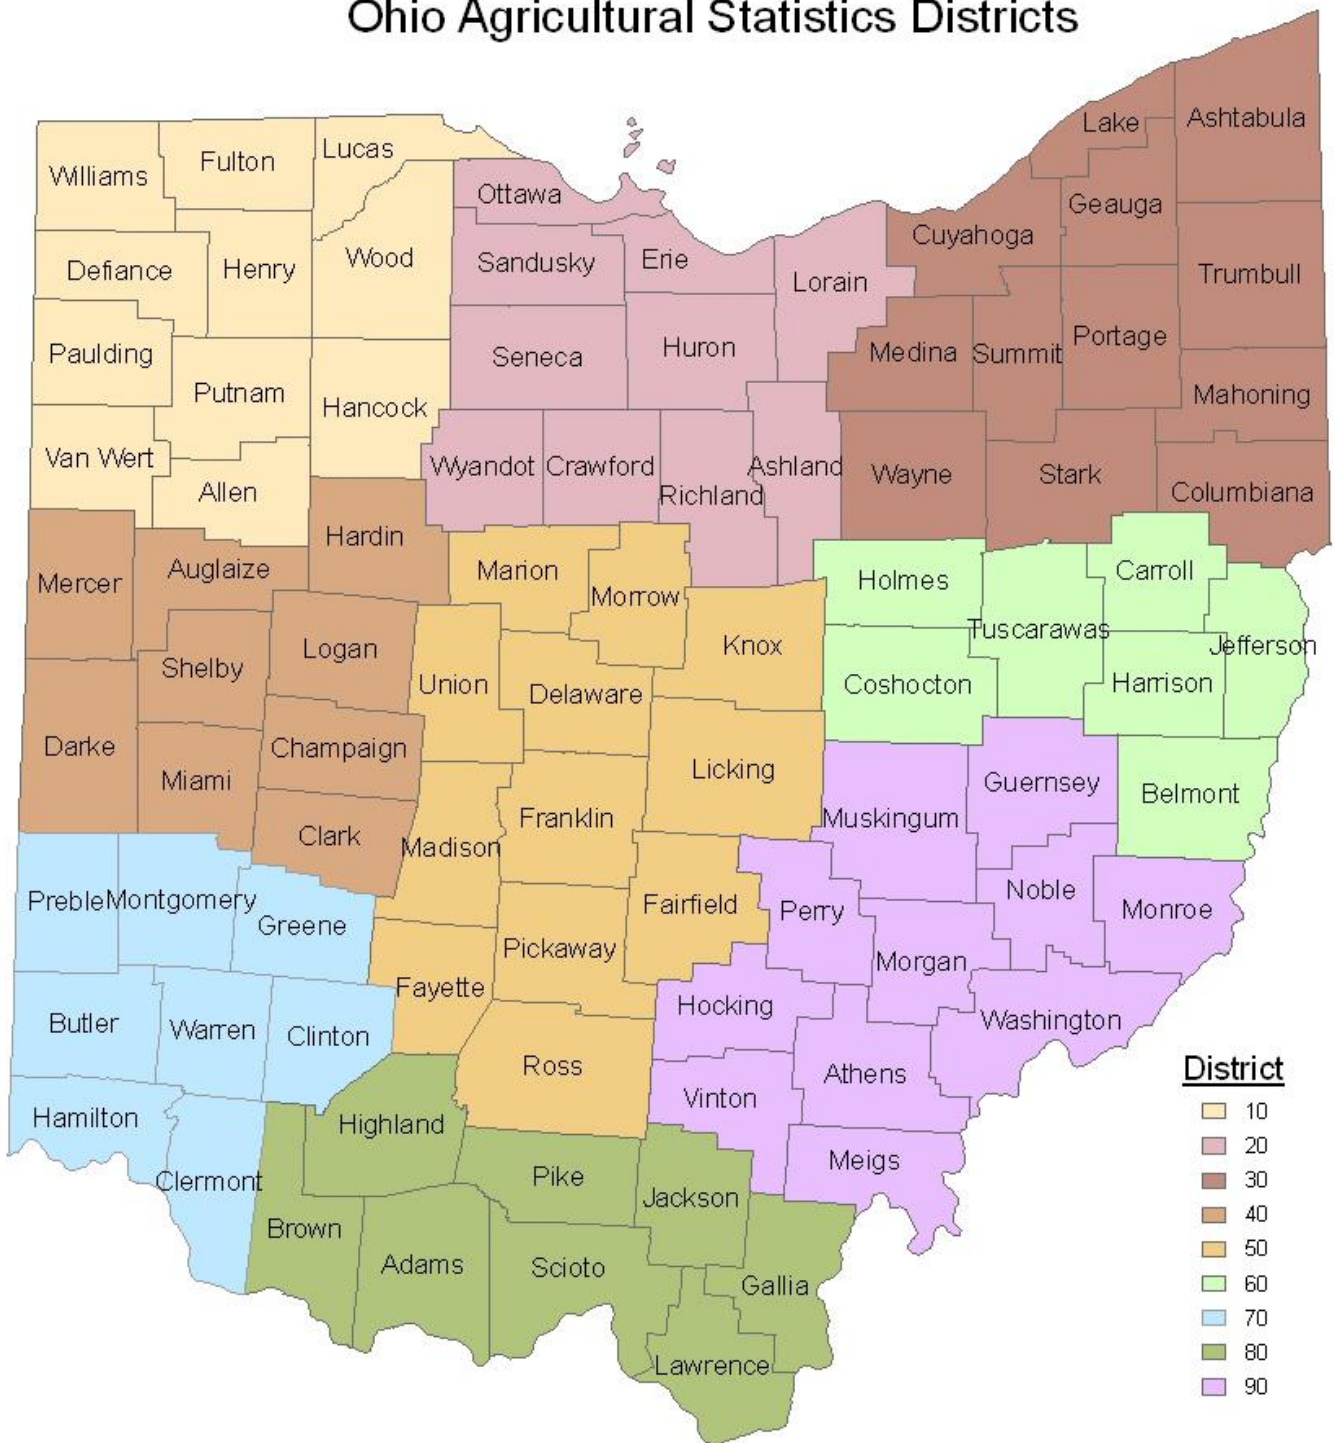 Ohio Agricultural Statistics Districts
Williams
Fulton
Lucas
Defiance
Henry
Wood
Paulding
Putnam
Hancock
Van Wert
Allen
Ottawa
Sandusky
Erie
Lorain
Seneca
Huron
Wyandot
Crawford
Richland
Ashland
Lake
Ashtabula
Geauga
Cuyahoga
Trumbull
Medina
Summit
Portage
Mahoning
Wayne
Stark
Columbiana
Mercer
Auglaize
Hardin
Shelby
Logan
Darke
Miami
Champaign
Clark
Marion
Morrow
Knox
Union
Delaware
Licking
Franklin
Madison
Fairfield
Pickaway
Fayette
Ross
Holmes
Carroll
Tuscarawas
Jefferson
Coshocton
Harrison
Belmont
Preble
Montgomery
Greene
Butler
Warren
Clinton
Hamilton
Clermont
Highland
Pike
Jackson
Brown
Adams
Scioto
Gallia
Lawrence
Guernsey
Muskingum
Noble
Monroe
Perry
Morgan
Hocking
Washington
Athens
Vinton
Meigs
District
10
20
30
40
50
60
70
80
90